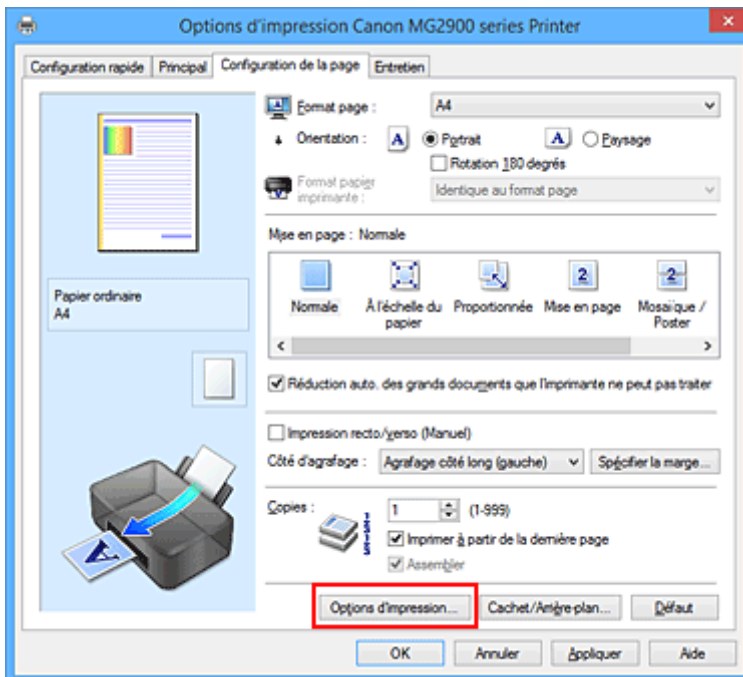 Options d'impression Canon MG2900 series Printer
Configuration rapide Principal Configuration de la page Entretien
Format page : A4
Orientation : A Portrait A Paysage
Rotation 180 degrés
Format papier imprimante : Identique au format page
Mise en page : Normale
Normale À l'échelle du papier Proportionnée Mise en page Mosaïque / Poster
Papier ordinaire
A4
Réduction auto. des grands documents que l'imprimante ne peut pas traiter
Impression recto/verso (Manuel)
Côté d'agrafage : Agrafage côté long (gauche) Spécifier la marge...
Copies : 1 (1-999)
Imprimer à partir de la dernière page
Assembler
Options d'impression... Cachet/Arrière-plan... Défaut
OK Annuler Appliquer Aide